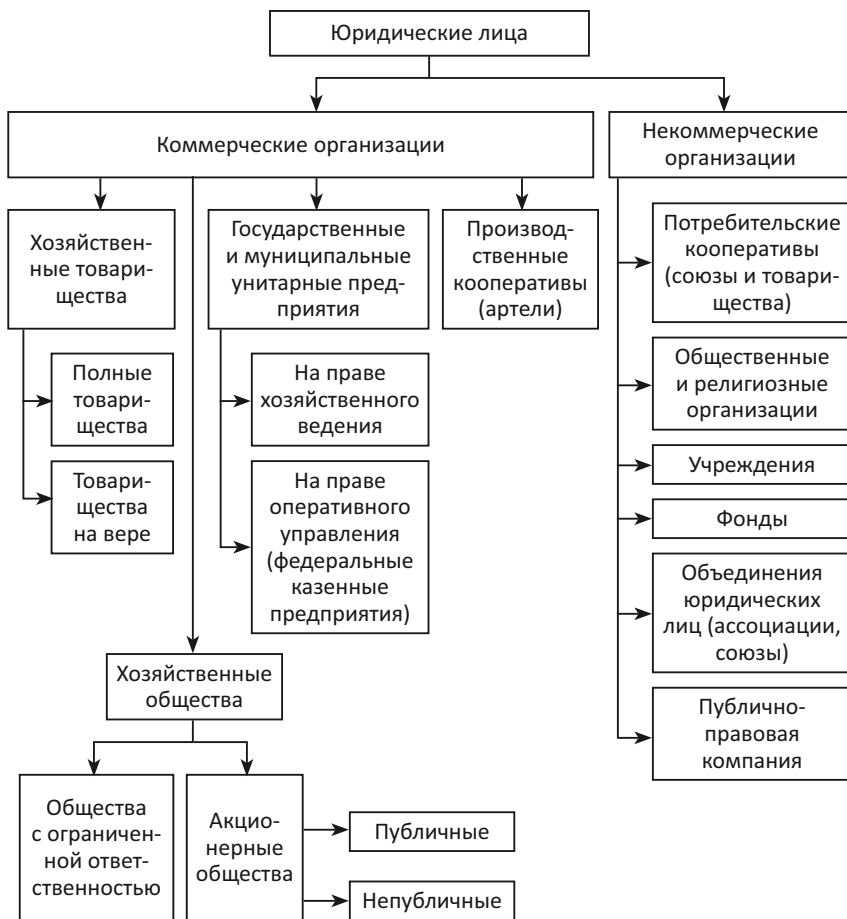 Юридические лица
Коммерческие организации
Некоммерческие
организации
Хозяйствен-
ные товари-
щества
Государственные
и муниципальные
унитарные пред-
приятия
Производ-
ственные
кооперативы
(артели)
Потребительские
кооперативы
(союзы и товари-
щества)
Полные
товари-
щества
На праве
хозяйственного
ведения
Общественные
и религиозные
организации
Товари-
щества
на вере
На праве
оперативного
управления
(федеральные
казенные
предприятия)
Учреждения
Фонды
Объединения
юридических
лиц (ассоциации,
союзы)
Хозяйственные
общества
Публично-
правовая
компания
Общества
с ограничен-
ной ответ-
ственностью
Акцио-
нерные
общества
Публичные
Непубличные